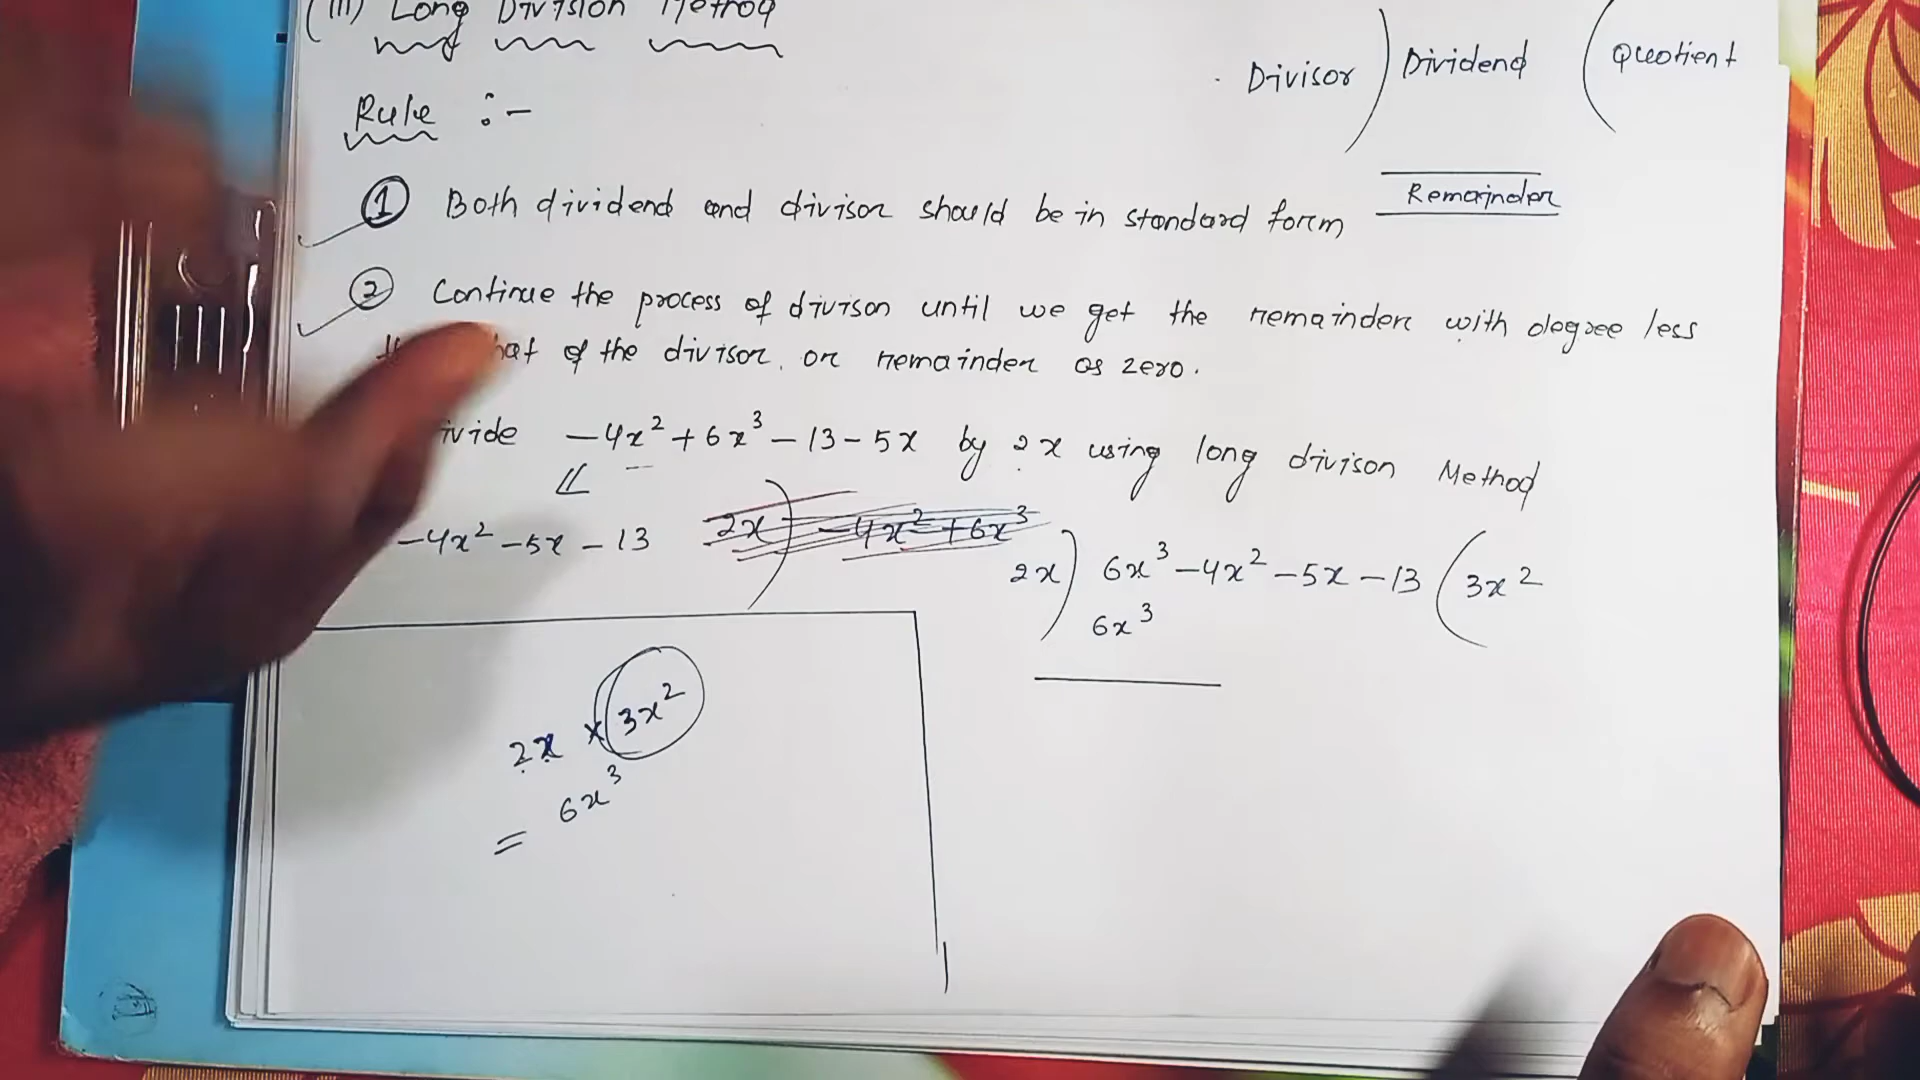 (iii) Long Division Method
Divisor ) Dividend ( Quotient
Remainder
Rule :-
① Both dividend and divisor should be in standard form
② Continue the process of divison until we get the remainder with degree less
of the divisor. or remainder as zero.
-4x² + 6x³ - 13 - 5x by 2x using long divison Method
-4x² - 5x - 13
2x ) -4x² + 6x³
2x ) 6x³ - 4x² - 5x - 13 ( 3x²
6x³
2x × 3x²
= 6x³